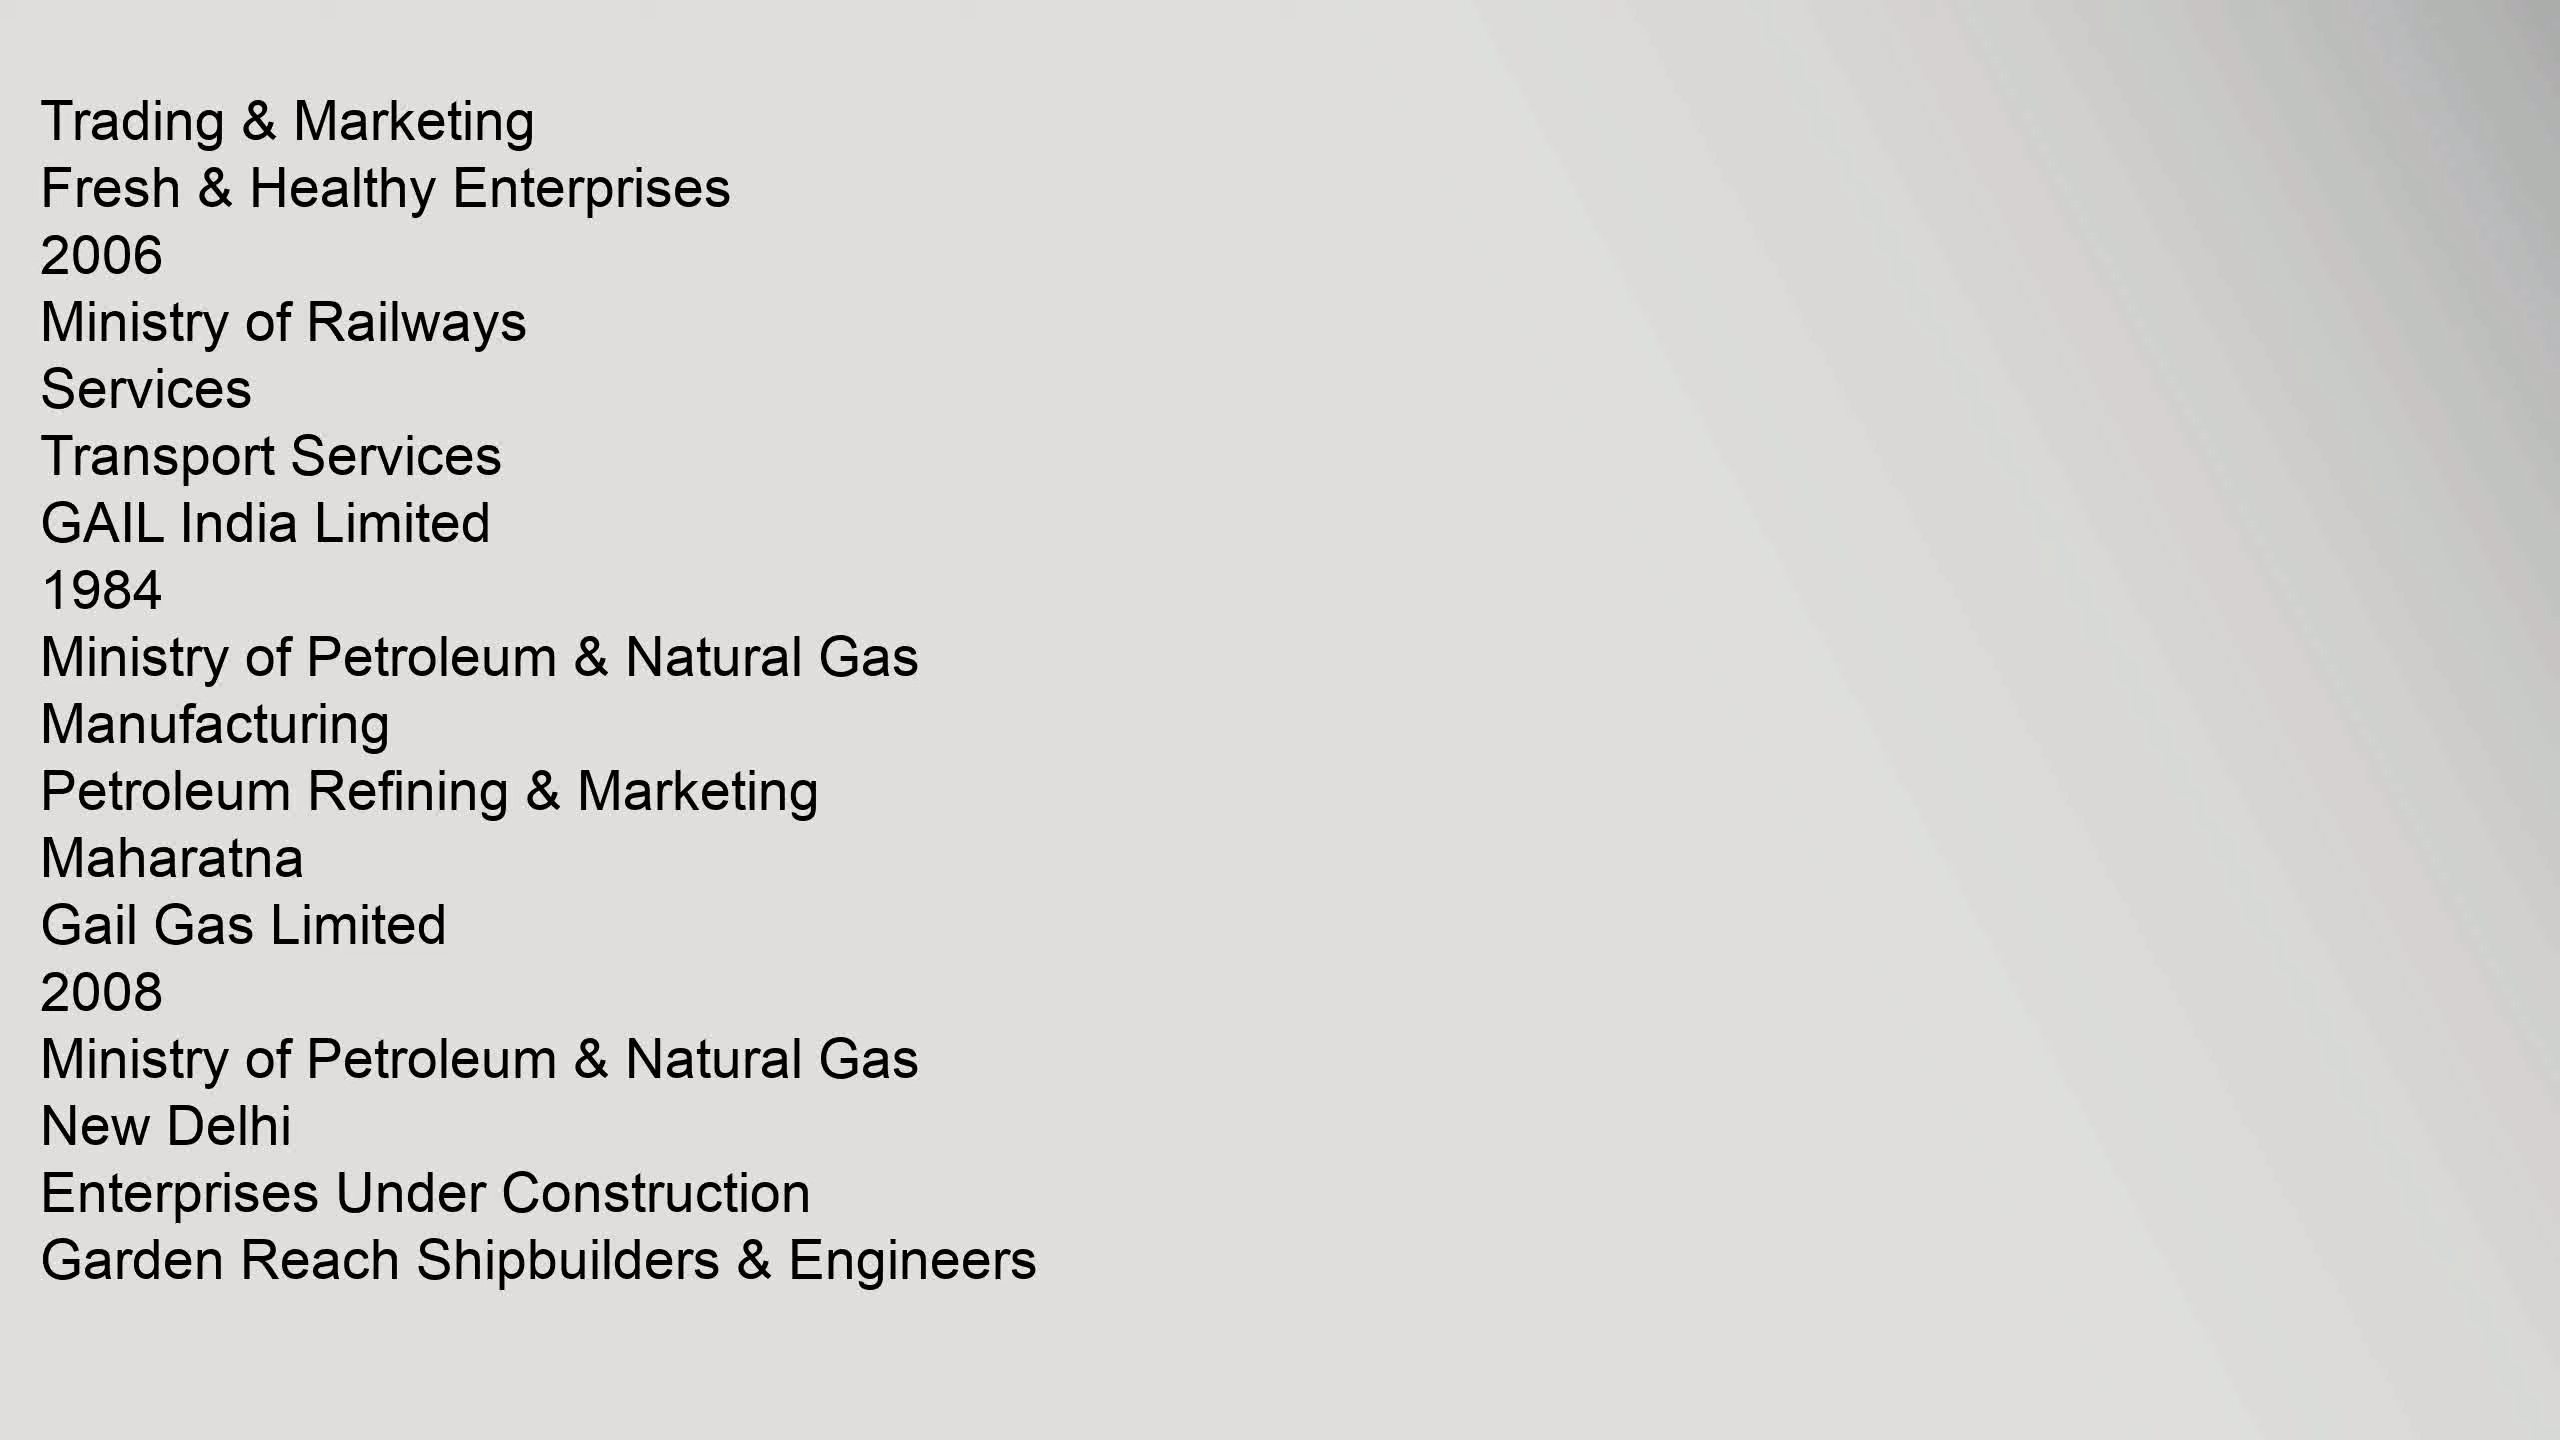 Trading & Marketing
Fresh & Healthy Enterprises
2006
Ministry of Railways
Services
Transport Services
GAIL India Limited
1984
Ministry of Petroleum & Natural Gas
Manufacturing
Petroleum Refining & Marketing
Maharatna
Gail Gas Limited
2008
Ministry of Petroleum & Natural Gas
New Delhi
Enterprises Under Construction
Garden Reach Shipbuilders & Engineers